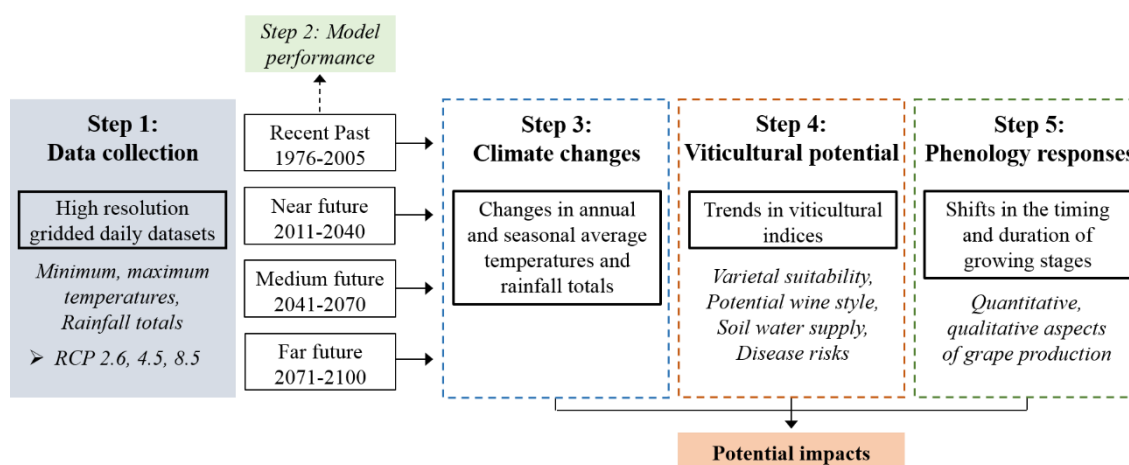 Step 2: Model
performance
Step 1:
Data collection
High resolution
gridded daily datasets
Minimum, maximum
temperatures,
Rainfall totals
➢ RCP 2.6, 4.5, 8.5
Recent Past
1976-2005
Near future
2011-2040
Medium future
2041-2070
Far future
2071-2100
Step 3:
Climate changes
Changes in annual
and seasonal average
temperatures and
rainfall totals
Step 4:
Viticultural potential
Trends in viticultural
indices
Varietal suitability,
Potential wine style,
Soil water supply,
Disease risks
Step 5:
Phenology responses
Shifts in the timing
and duration of
growing stages
Quantitative,
qualitative aspects
of grape production
Potential impacts